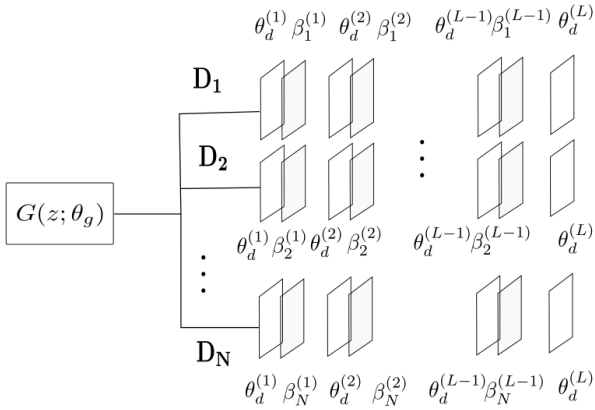 θ_d^(1) β_1^(1) θ_d^(2) β_1^(2) θ_d^(L−1) β_1^(L−1) θ_d^(L)
D₁
⋮
D₂
G(z; θ_g)
θ_d^(1) β_2^(1) θ_d^(2) β_2^(2) θ_d^(L−1) β_2^(L−1) θ_d^(L)
⋮
D_N
θ_d^(1) β_N^(1) θ_d^(2) β_N^(2) θ_d^(L−1) β_N^(L−1) θ_d^(L)